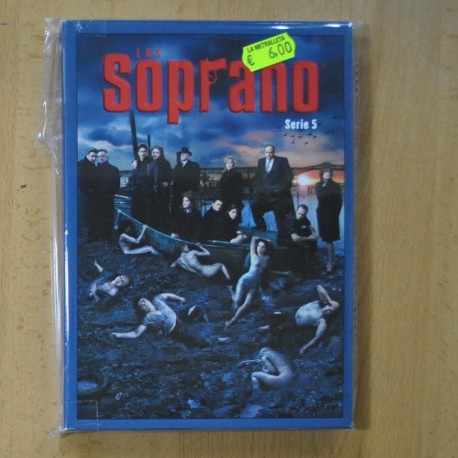 LOS
SOPRANO
LA METRALLETA
€ 6,00
Serie 5